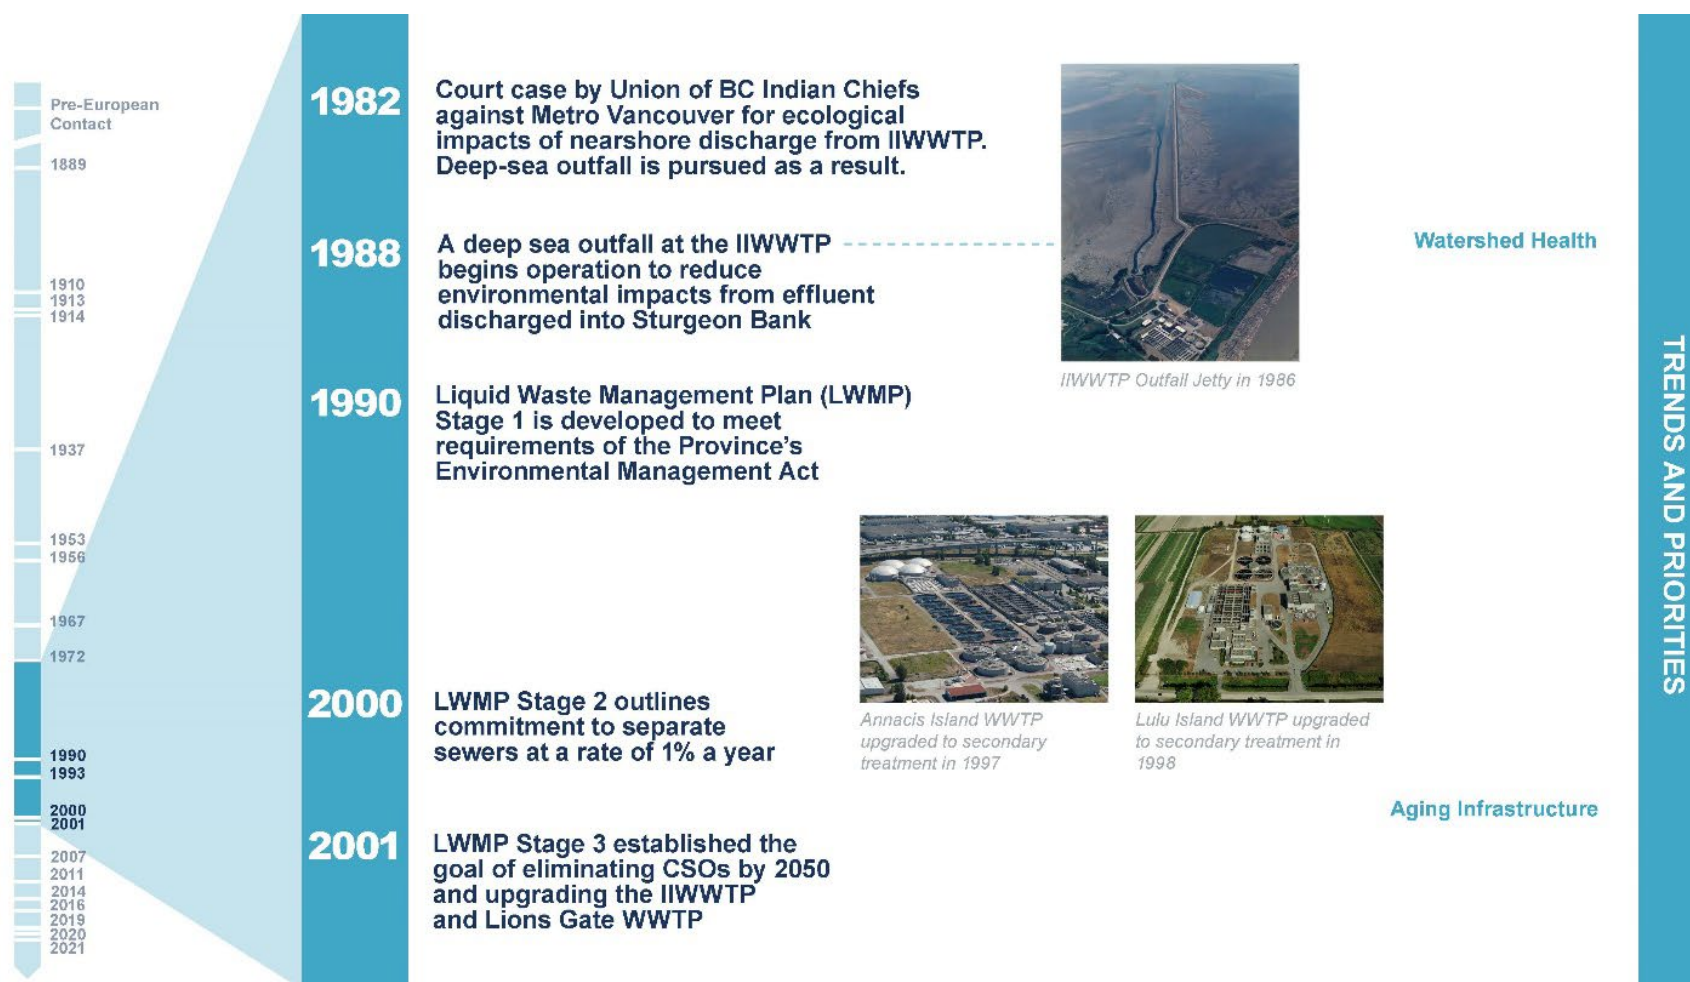 Pre-European
Contact
1889
1910
1913
1914
1937
1953
1956
1967
1972
1990
1993
2000
2001
2007
2011
2014
2016
2019
2020
2021
1982
Court case by Union of BC Indian Chiefs
against Metro Vancouver for ecological
impacts of nearshore discharge from IIWWTP.
Deep-sea outfall is pursued as a result.
1988
A deep sea outfall at the IIWWTP
begins operation to reduce
environmental impacts from effluent
discharged into Sturgeon Bank
IIWWTP Outfall Jetty in 1986
Watershed Health
1990
Liquid Waste Management Plan (LWMP)
Stage 1 is developed to meet
requirements of the Province’s
Environmental Management Act
Annacis Island WWTP
upgraded to secondary
treatment in 1997
Lulu Island WWTP upgraded
to secondary treatment in
1998
2000
LWMP Stage 2 outlines
commitment to separate
sewers at a rate of 1% a year
Aging Infrastructure
2001
LWMP Stage 3 established the
goal of eliminating CSOs by 2050
and upgrading the IIWWTP
and Lions Gate WWTP
TRENDS AND PRIORITIES